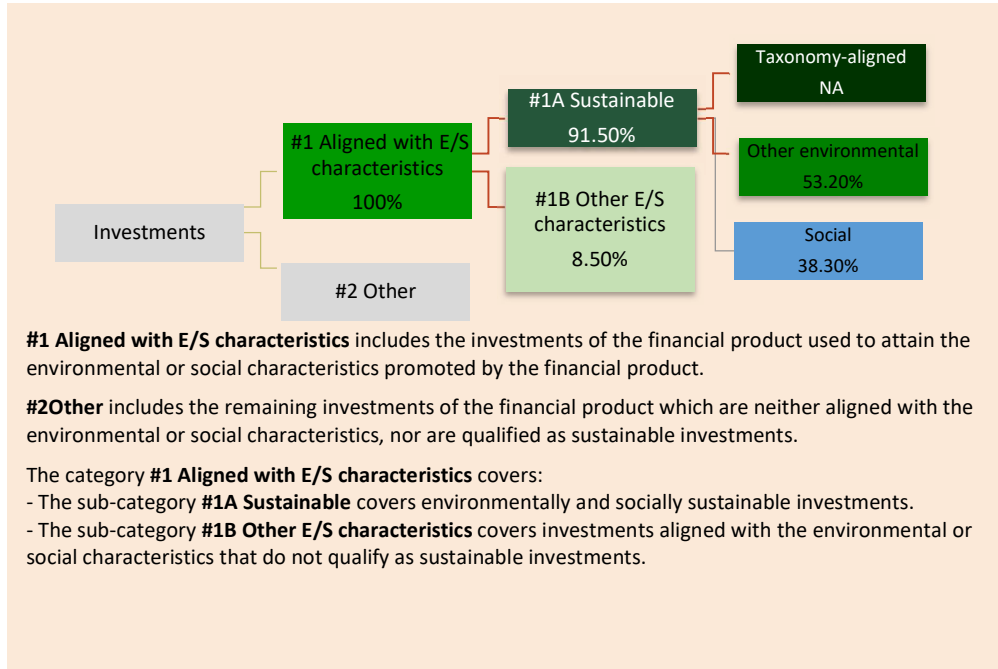 Taxonomy-aligned
NA
#1A Sustainable
91.50%
#1 Aligned with E/S
characteristics
100%
Other environmental
53.20%
#1B Other E/S
characteristics
8.50%
Investments
Social
38.30%
#2 Other
#1 Aligned with E/S characteristics includes the investments of the financial product used to attain the
environmental or social characteristics promoted by the financial product.
#2Other includes the remaining investments of the financial product which are neither aligned with the
environmental or social characteristics, nor are qualified as sustainable investments.
The category #1 Aligned with E/S characteristics covers:
- The sub-category #1A Sustainable covers environmentally and socially sustainable investments.
- The sub-category #1B Other E/S characteristics covers investments aligned with the environmental or
social characteristics that do not qualify as sustainable investments.